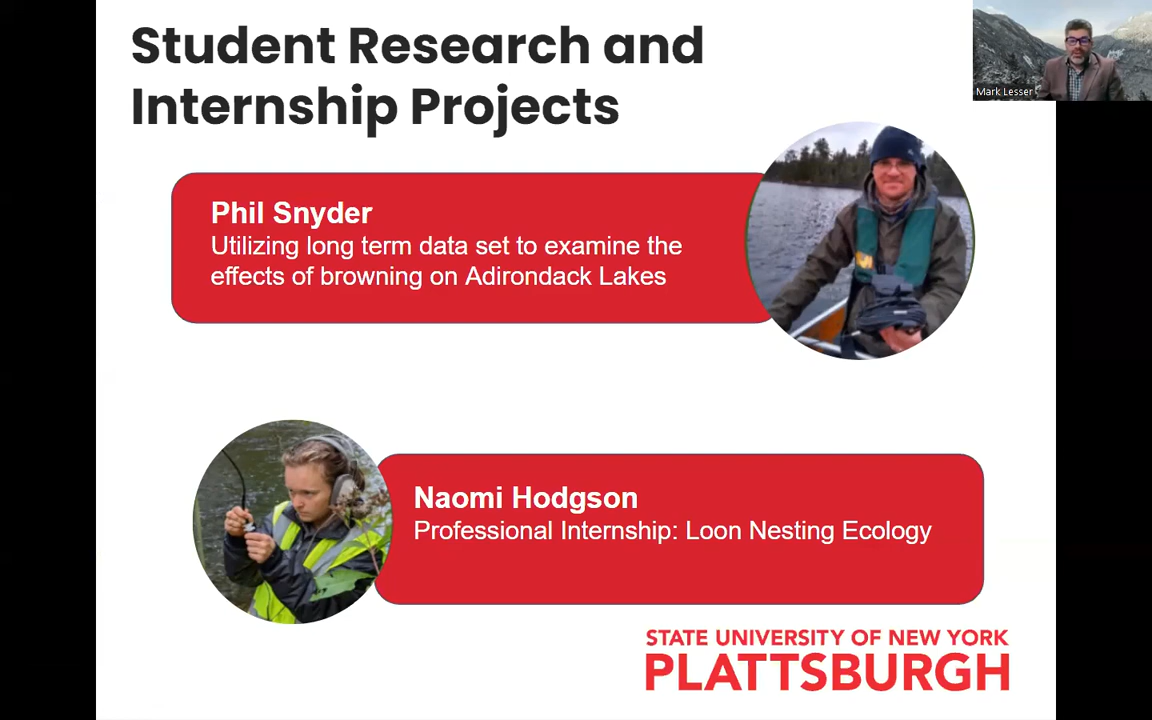 Student Research and
Internship Projects
Mark Lesser
Phil Snyder
Utilizing long term data set to examine the
effects of browning on Adirondack Lakes
Naomi Hodgson
Professional Internship: Loon Nesting Ecology
STATE UNIVERSITY OF NEW YORK
PLATTSBURGH